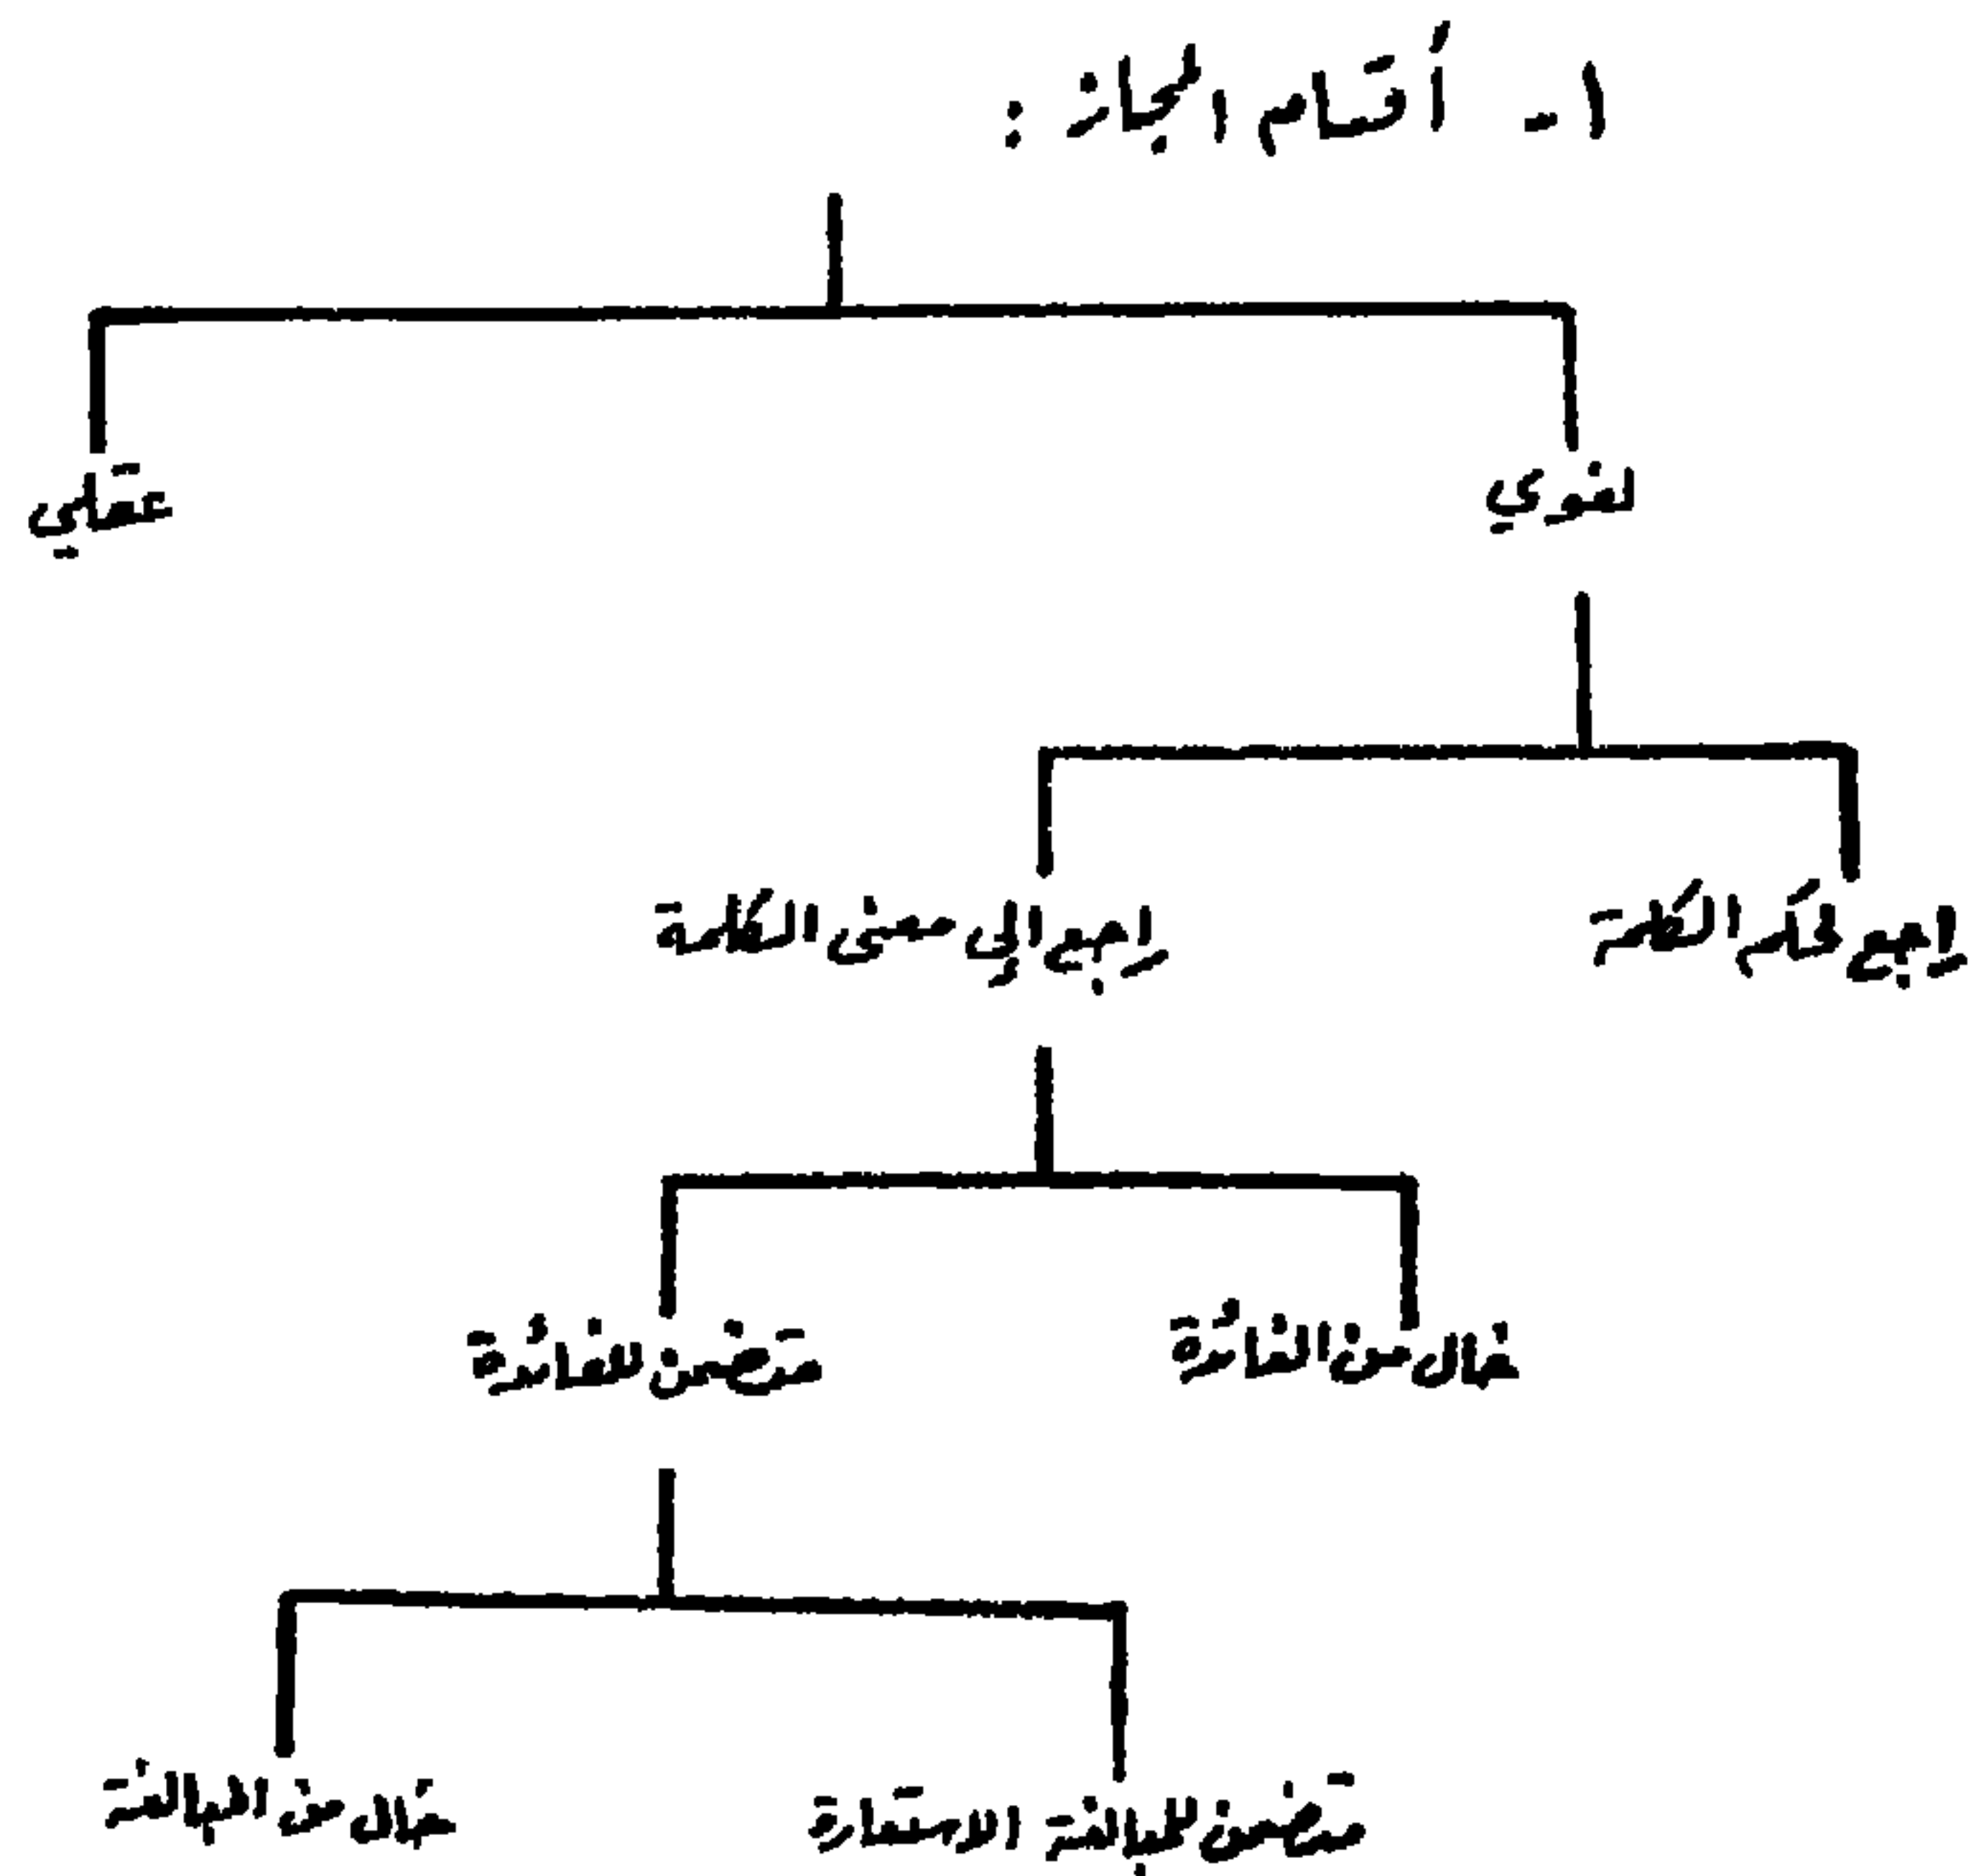 ١ - أقسام المجاز :
لغوي
عقلي
راجع لحكم الكلمة
راجع إلى معنى الكلمة
خال من الفائدة
متضمن للفائدة
متضمن للمبالغة الاستعارة
خال من المبالغة